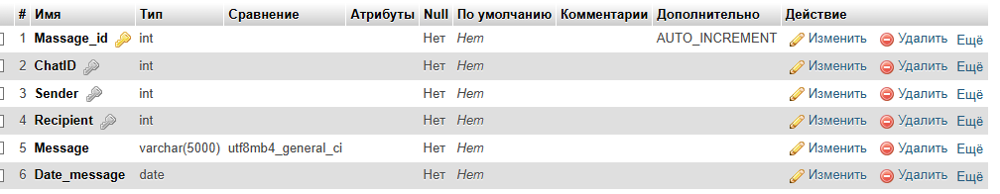 # Имя Тип Сравнение Атрибуты Null По умолчанию Комментарии Дополнительно Действие
1 Massage_id int Нет Нет AUTO_INCREMENT Изменить Удалить Ещё
2 ChatID int Нет Нет Изменить Удалить Ещё
3 Sender int Нет Нет Изменить Удалить Ещё
4 Recipient int Нет Нет Изменить Удалить Ещё
5 Message varchar(5000) utf8mb4_general_ci Нет Нет Изменить Удалить Ещё
6 Date_message date Нет Нет Изменить Удалить Ещё